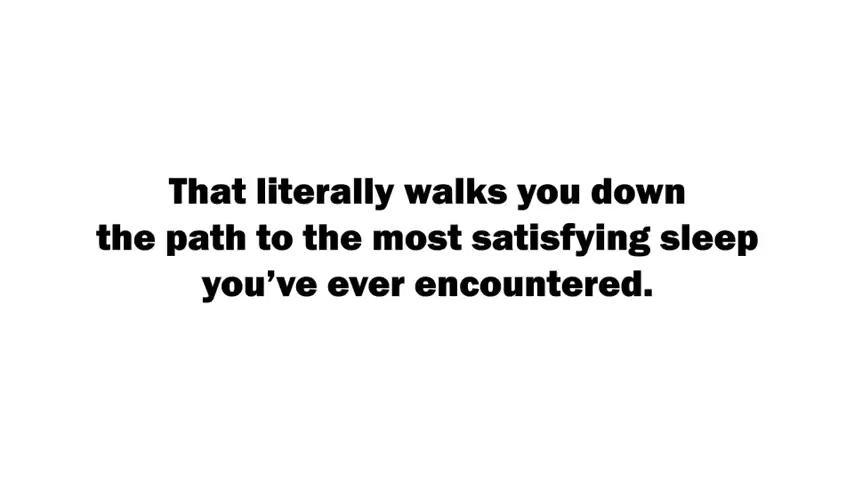 That literally walks you down
the path to the most satisfying sleep
you’ve ever encountered.